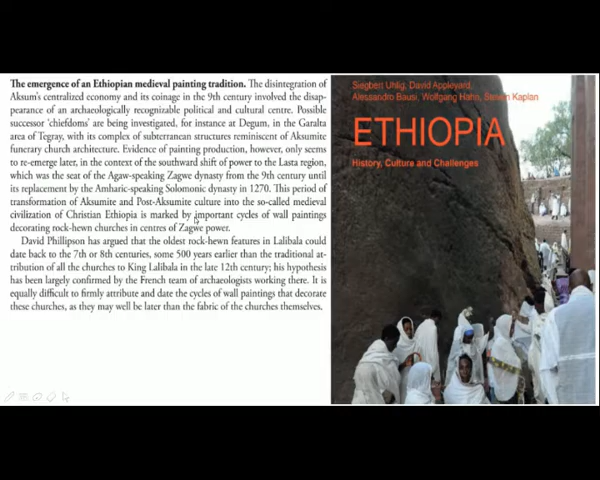 The emergence of an Ethiopian medieval painting tradition. The disintegration of
Aksum's centralized economy and its coinage in the 9th century involved the disap-
pearance of an archaeologically recognizable political and cultural centre. Possible
successor 'chiefdoms' are being investigated, for instance at Degum, in the Garalta
area of Tegray, with its complex of subterranean structures reminiscent of Aksumite
funerary church architecture. Evidence of painting production, however, only seems
to re-emerge later, in the context of the southward shift of power to the Lasta region,
which was the seat of the Agaw-speaking Zagwe dynasty from the 9th century until
its replacement by the Amharic-speaking Solomonic dynasty in 1270. This period of
transformation of Aksumite and Post-Aksumite culture into the so-called medieval
civilization of Christian Ethiopia is marked by important cycles of wall paintings
decorating rock-hewn churches in centres of Zagwe power.
David Phillipson has argued that the oldest rock-hewn features in Lalibala could
date back to the 7th or 8th centuries, some 500 years earlier than the traditional at-
tribution of all the churches to King Lalibala in the late 12th century; his hypothesis
has been largely confirmed by the French team of archaeologists working there. It is
equally difficult to firmly attribute and date the cycles of wall paintings that decorate
these churches, as they may well be later than the fabric of the churches themselves.
Siegbert Uhlig, David Appleyard,
Alessandro Bausi, Wolfgang Hahn, Steven Kaplan
ETHIOPIA
History, Culture and Challenges